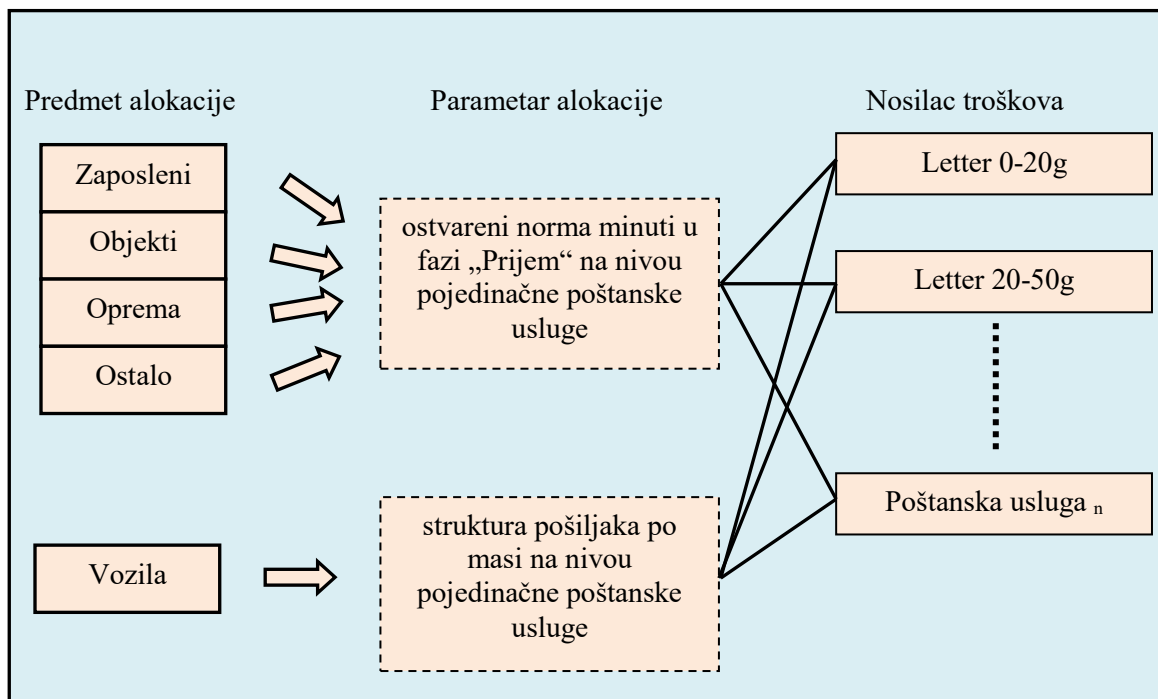 Predmet alokacije
Parametar alokacije
Nosilac troškova
Zaposleni
Objekti
Oprema
Ostalo
Vozila
ostvareni norma minuti u
fazi „Prijem“ na nivou
pojedinačne poštanske
usluge
struktura pošiljaka po
masi na nivou
pojedinačne poštanske
usluge
Letter 0-20g
Letter 20-50g
Poštanska usluga n